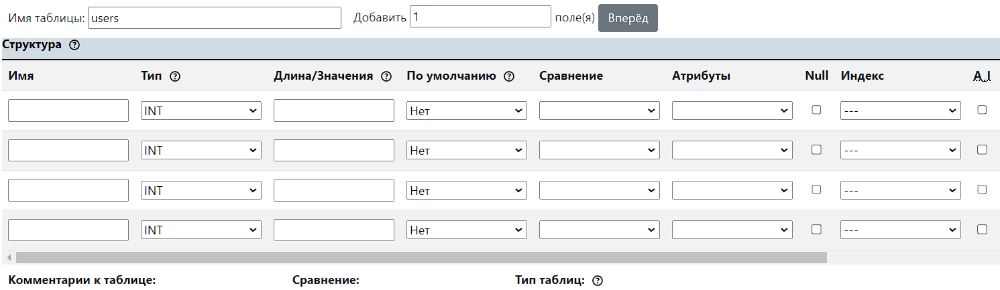 Имя таблицы: users Добавить 1 поле(я) Вперёд
Структура
Имя Тип Длина/Значения По умолчанию Сравнение Атрибуты Null Индекс A_I
INT Нет ---
INT Нет ---
INT Нет ---
INT Нет ---
Комментарии к таблице: Сравнение: Тип таблиц: